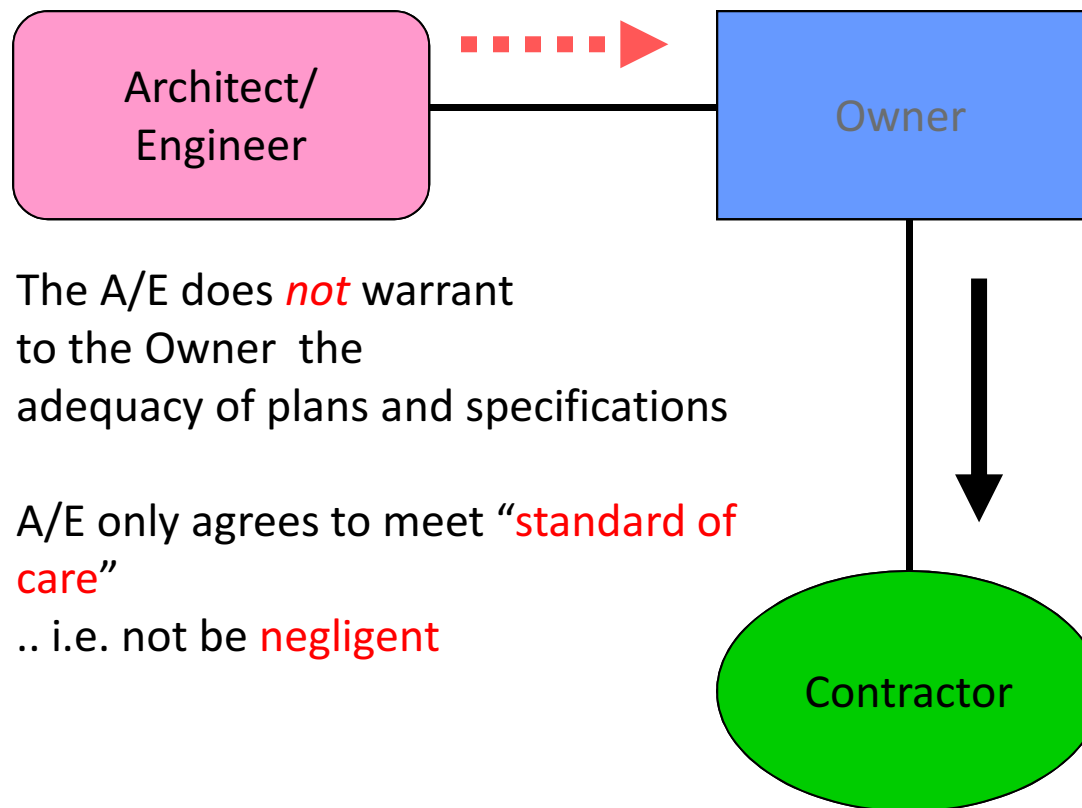 Architect/
Engineer
Owner
The A/E does not warrant
to the Owner  the
adequacy of plans and specifications
A/E only agrees to meet “standard of
care”
.. i.e. not be negligent
Contractor